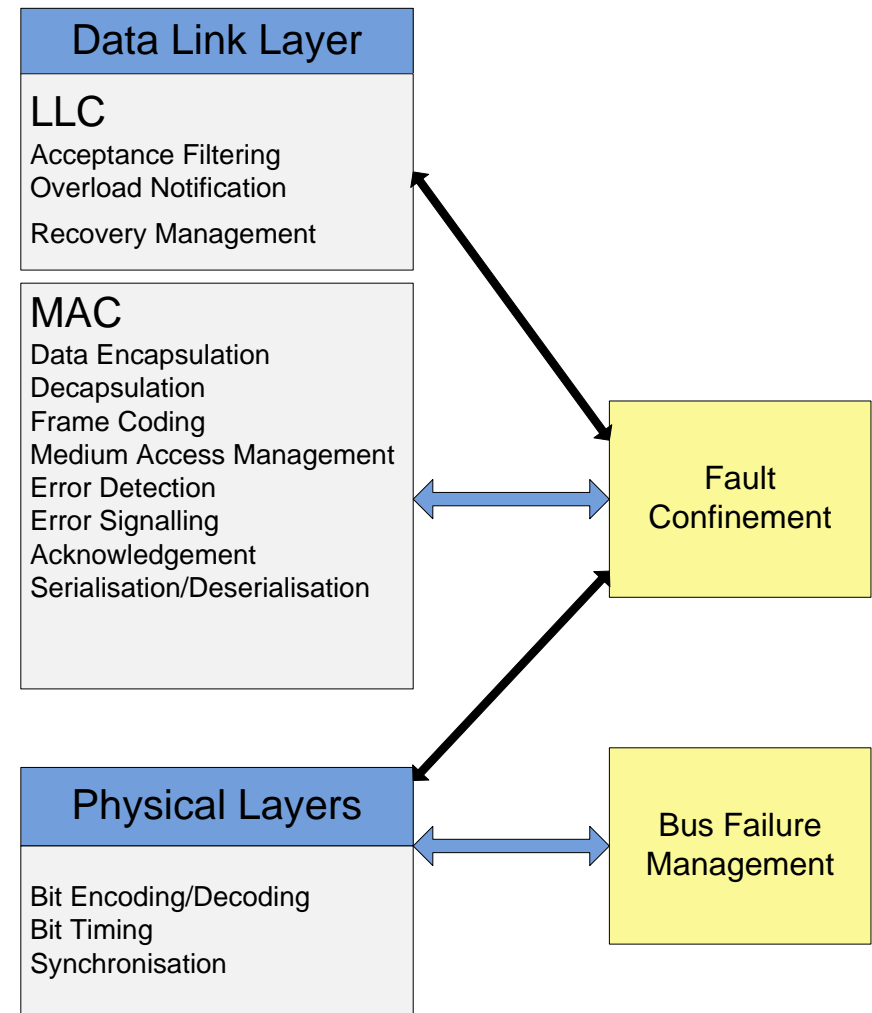 Data Link Layer
LLC
Acceptance Filtering
Overload Notification
Recovery Management
MAC
Data Encapsulation
Decapsulation
Frame Coding
Medium Access Management
Error Detection
Error Signalling
Acknowledgement
Serialisation/Deserialisation
Fault
Confinement
Physical Layers
Bit Encoding/Decoding
Bit Timing
Synchronisation
Bus Failure
Management